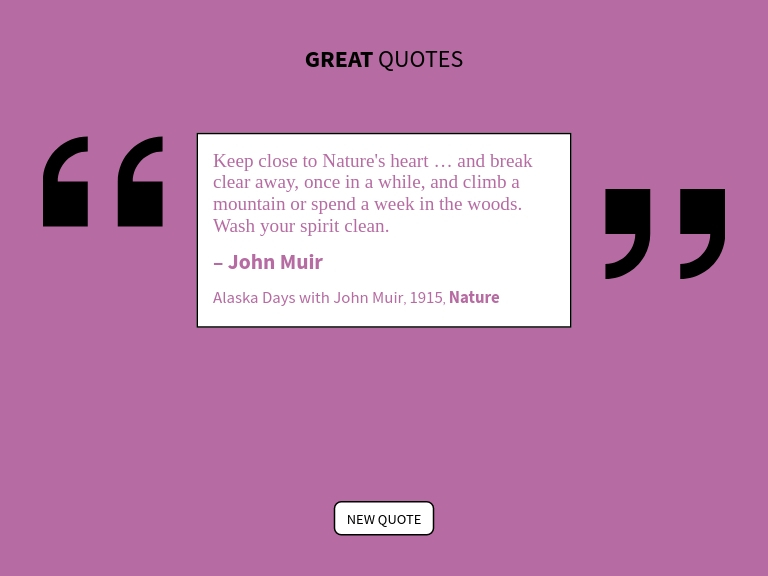 GREAT QUOTES
Keep close to Nature's heart … and break
clear away, once in a while, and climb a
mountain or spend a week in the woods.
Wash your spirit clean.
– John Muir
Alaska Days with John Muir, 1915, Nature
NEW QUOTE